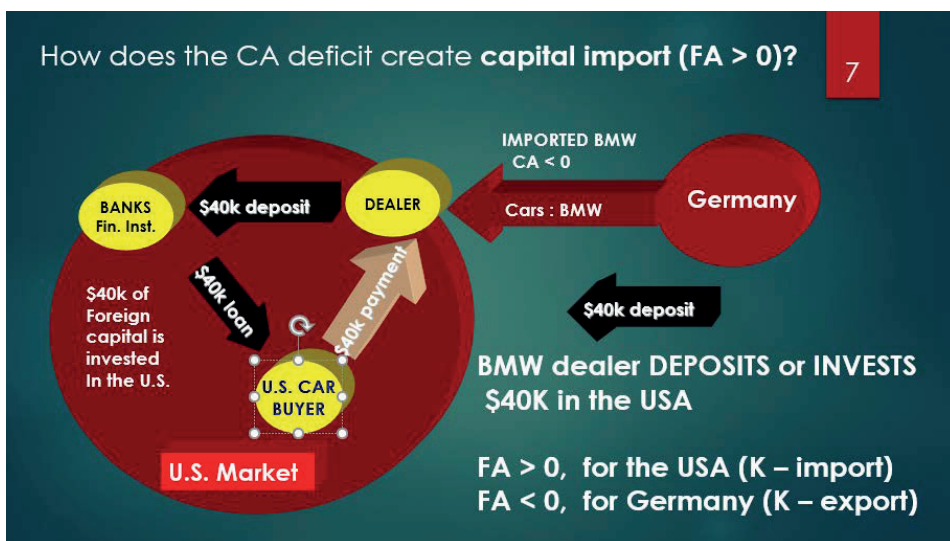 How does the CA deficit create capital import (FA > 0)?
7
IMPORTED BMW
CA < 0
BANKS
Fin. Inst.
$40k deposit
DEALER
Cars : BMW
Germany
$40k loan
$40k payment
$40k of
Foreign
capital is
invested
In the U.S.
$40k deposit
U.S. CAR
BUYER
BMW dealer DEPOSITS or INVESTS
$40K in the USA
U.S. Market
FA > 0, for the USA (K – import)
FA < 0, for Germany (K – export)